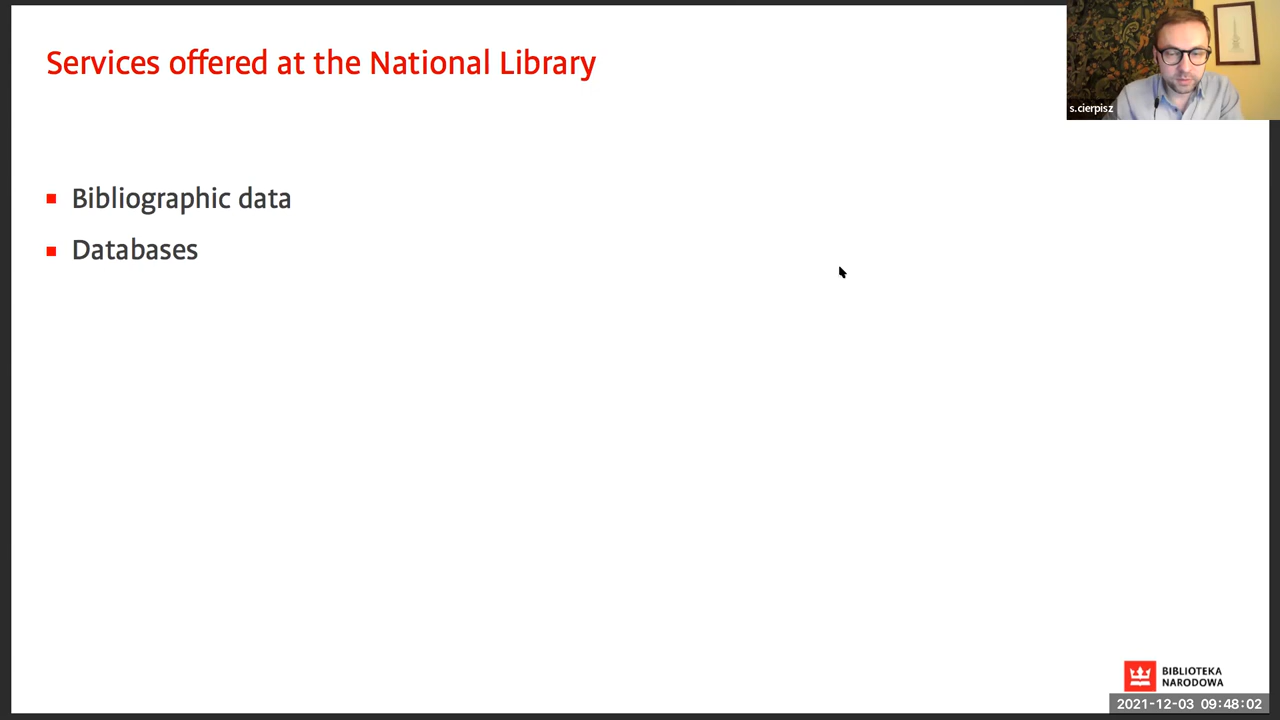 Services offered at the National Library
s.cierpisz
Bibliographic data
Databases
BIBLIOTEKA
NARODOWA
2021-12-03 09:48:02